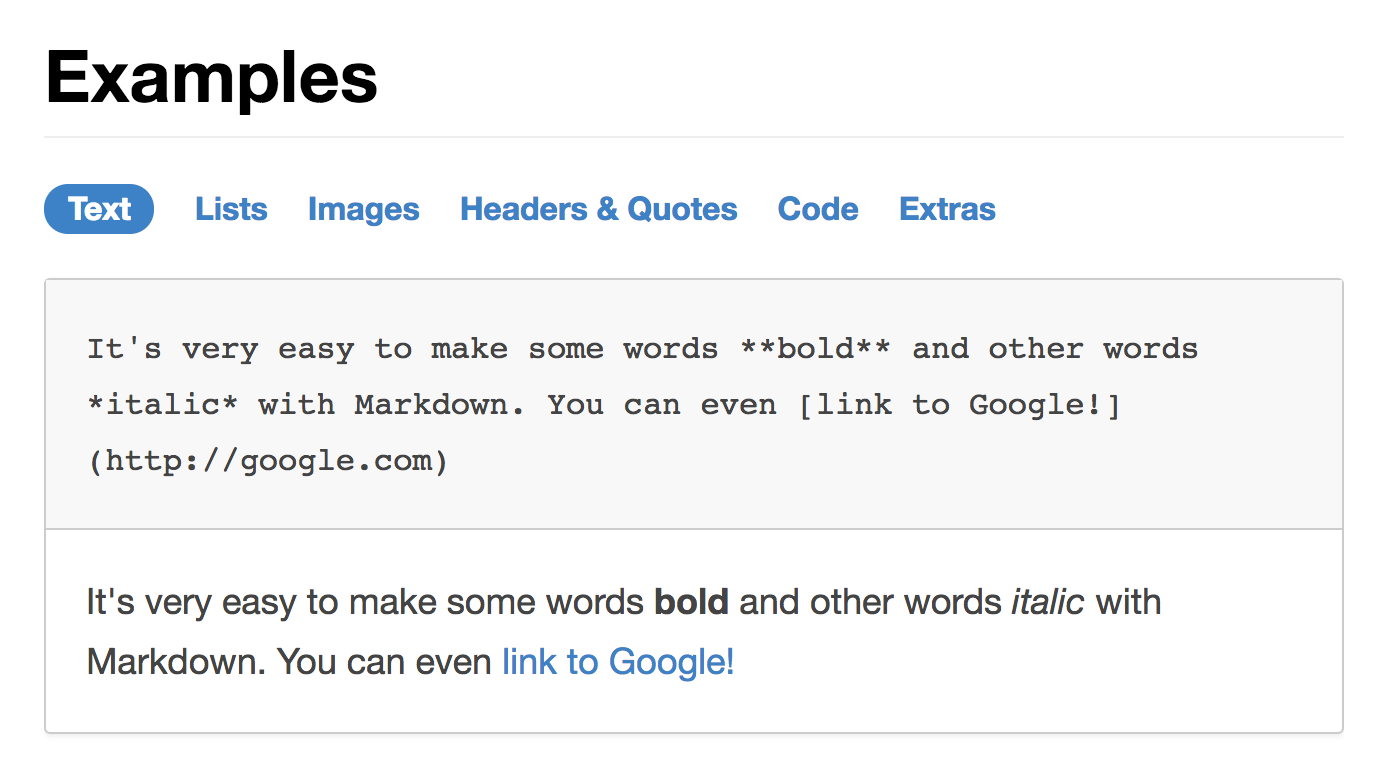 Examples
Text Lists Images Headers & Quotes Code Extras
It's very easy to make some words **bold** and other words
*italic* with Markdown. You can even [link to Google!]
(http://google.com)
It's very easy to make some words bold and other words italic with
Markdown. You can even link to Google!